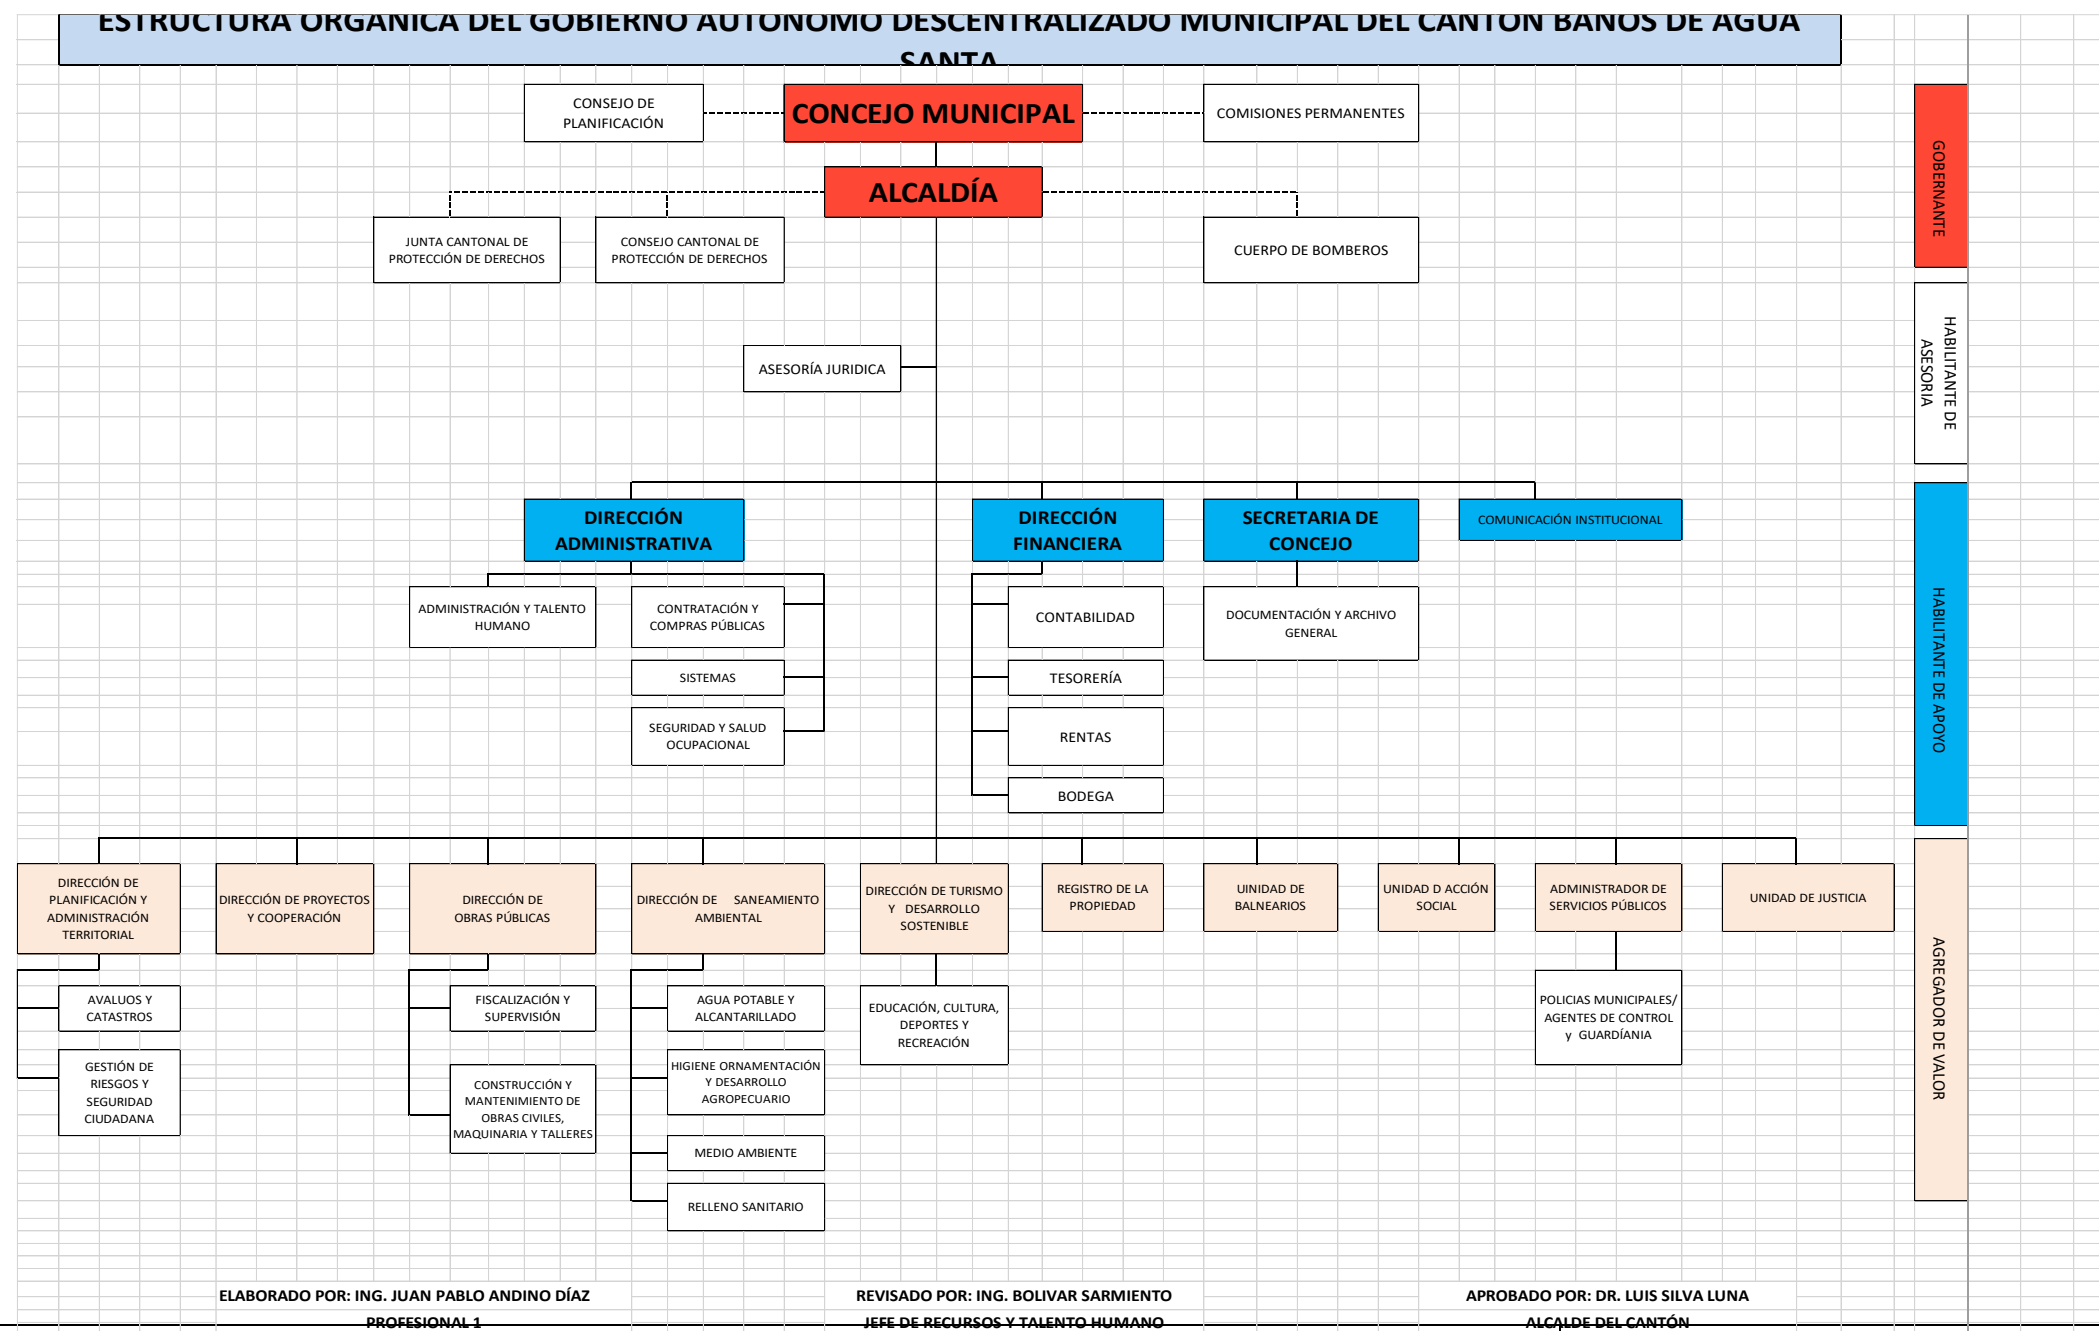 ESTRUCTURA ORGÁNICA DEL GOBIERNO AUTÓNOMO DESCENTRALIZADO MUNICIPAL DEL CANTÓN BAÑOS DE AGUA
SANTA
CONSEJO DE
PLANIFICACIÓN
CONCEJO MUNICIPAL
COMISIONES PERMANENTES
ALCALDÍA
JUNTA CANTONAL DE
PROTECCIÓN DE DERECHOS
CONSEJO CANTONAL DE
PROTECCIÓN DE DERECHOS
CUERPO DE BOMBEROS
GOBERNANTE
ASESORÍA JURIDICA
HABILITANTE DE
ASESORIA
DIRECCIÓN
ADMINISTRATIVA
DIRECCIÓN
FINANCIERA
SECRETARIA DE
CONCEJO
COMUNICACIÓN INSTITUCIONAL
ADMINISTRACIÓN Y TALENTO
HUMANO
CONTRATACIÓN Y
COMPRAS PÚBLICAS
SISTEMAS
SEGURIDAD Y SALUD
OCUPACIONAL
CONTABILIDAD
TESORERÍA
RENTAS
BODEGA
DOCUMENTACIÓN Y ARCHIVO
GENERAL
HABILITANTE DE APOYO
DIRECCIÓN DE
PLANIFICACIÓN Y
ADMINISTRACIÓN
TERRITORIAL
DIRECCIÓN DE PROYECTOS
Y COOPERACIÓN
DIRECCIÓN DE
OBRAS PÚBLICAS
DIRECCIÓN DE SANEAMIENTO
AMBIENTAL
DIRECCIÓN DE TURISMO
Y DESARROLLO
SOSTENIBLE
REGISTRO DE LA
PROPIEDAD
UINIDAD DE
BALNEARIOS
UNIDAD D ACCIÓN
SOCIAL
ADMINISTRADOR DE
SERVICIOS PÚBLICOS
UNIDAD DE JUSTICIA
AVALUOS Y
CATASTROS
GESTIÓN DE
RIESGOS Y
SEGURIDAD
CIUDADANA
FISCALIZACIÓN Y
SUPERVISIÓN
CONSTRUCCIÓN Y
MANTENIMIENTO DE
OBRAS CIVILES,
MAQUINARIA Y TALLERES
AGUA POTABLE Y
ALCANTARILLADO
HIGIENE ORNAMENTACIÓN
Y DESARROLLO
AGROPECUARIO
MEDIO AMBIENTE
RELLENO SANITARIO
EDUCACIÓN, CULTURA,
DEPORTES Y
RECREACIÓN
POLICIAS MUNICIPALES/
AGENTES DE CONTROL
y GUARDÍANIA
AGREGADOR DE VALOR
ELABORADO POR: ING. JUAN PABLO ANDINO DÍAZ
PROFESIONAL 1
REVISADO POR: ING. BOLIVAR SARMIENTO
JEFE DE RECURSOS Y TALENTO HUMANO
APROBADO POR: DR. LUIS SILVA LUNA
ALCALDE DEL CANTÓN